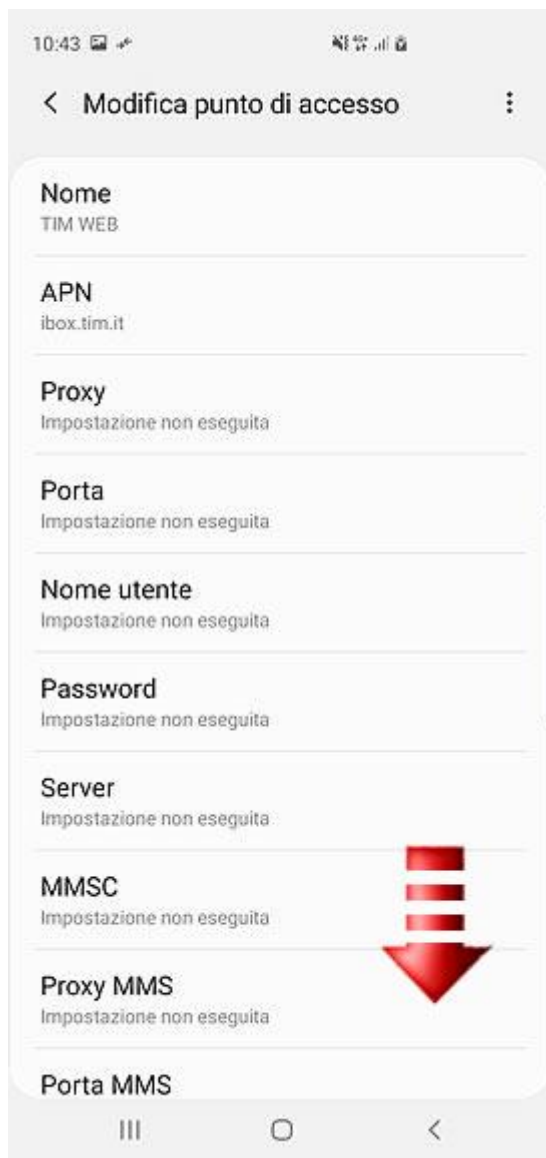 10:43
Modifica punto di accesso
Nome
TIM WEB
APN
ibox.tim.it
Proxy
Impostazione non eseguita
Porta
Impostazione non eseguita
Nome utente
Impostazione non eseguita
Password
Impostazione non eseguita
Server
Impostazione non eseguita
MMSC
Impostazione non eseguita
Proxy MMS
Impostazione non eseguita
Porta MMS